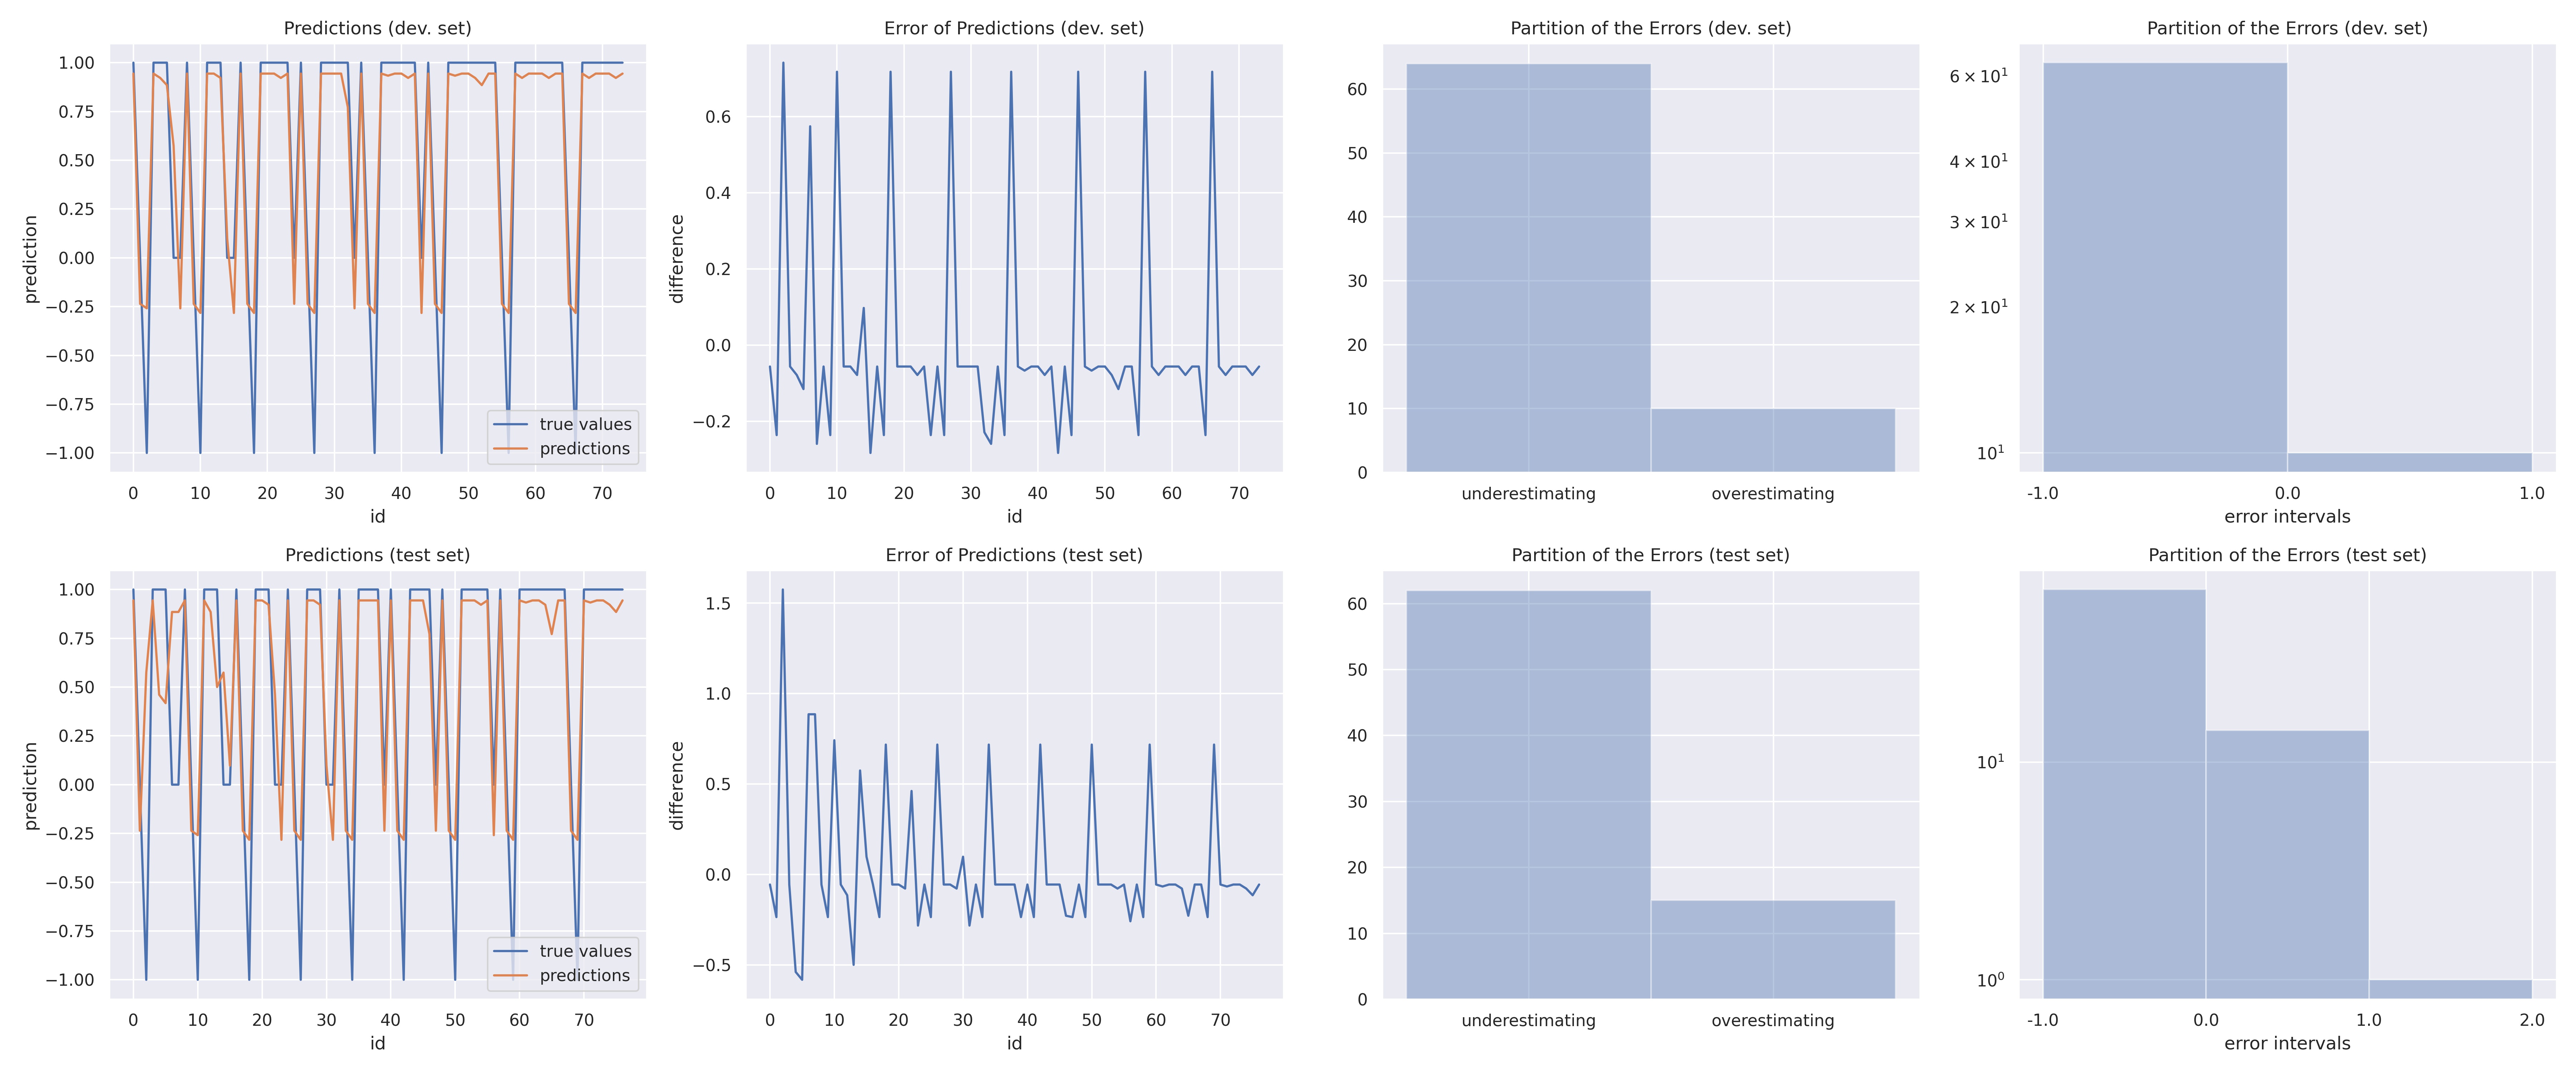 Predictions (dev. set)
prediction
1.00
0.75
0.50
0.25
0.00
−0.25
−0.50
−0.75
−1.00
true values
predictions
0 10 20 30 40 50 60 70
id
Error of Predictions (dev. set)
difference
0.6
0.4
0.2
0.0
−0.2
0 10 20 30 40 50 60 70
id
Partition of the Errors (dev. set)
60
50
40
30
20
10
0
underestimating overestimating
Partition of the Errors (dev. set)
6 × 10¹
4 × 10¹
3 × 10¹
2 × 10¹
10¹
-1.0 0.0 1.0
error intervals
Predictions (test set)
prediction
1.00
0.75
0.50
0.25
0.00
−0.25
−0.50
−0.75
−1.00
true values
predictions
0 10 20 30 40 50 60 70
id
Error of Predictions (test set)
difference
1.5
1.0
0.5
0.0
−0.5
0 10 20 30 40 50 60 70
id
Partition of the Errors (test set)
60
50
40
30
20
10
0
underestimating overestimating
Partition of the Errors (test set)
10¹
10⁰
-1.0 0.0 1.0 2.0
error intervals